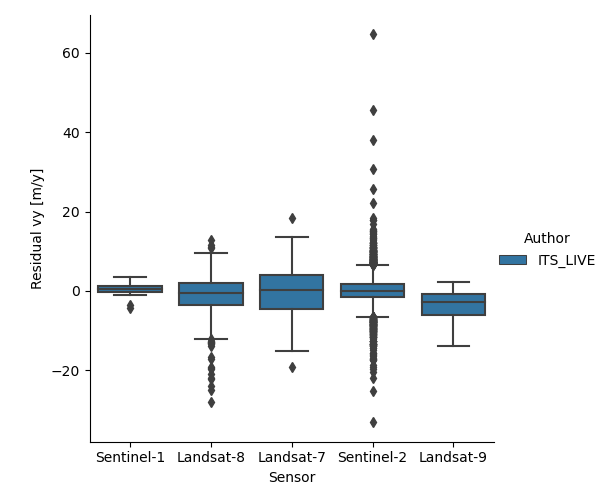 60
40
20
0
−20
Residual vy [m/y]
Sentinel-1 Landsat-8 Landsat-7 Sentinel-2 Landsat-9
Sensor
Author
ITS_LIVE